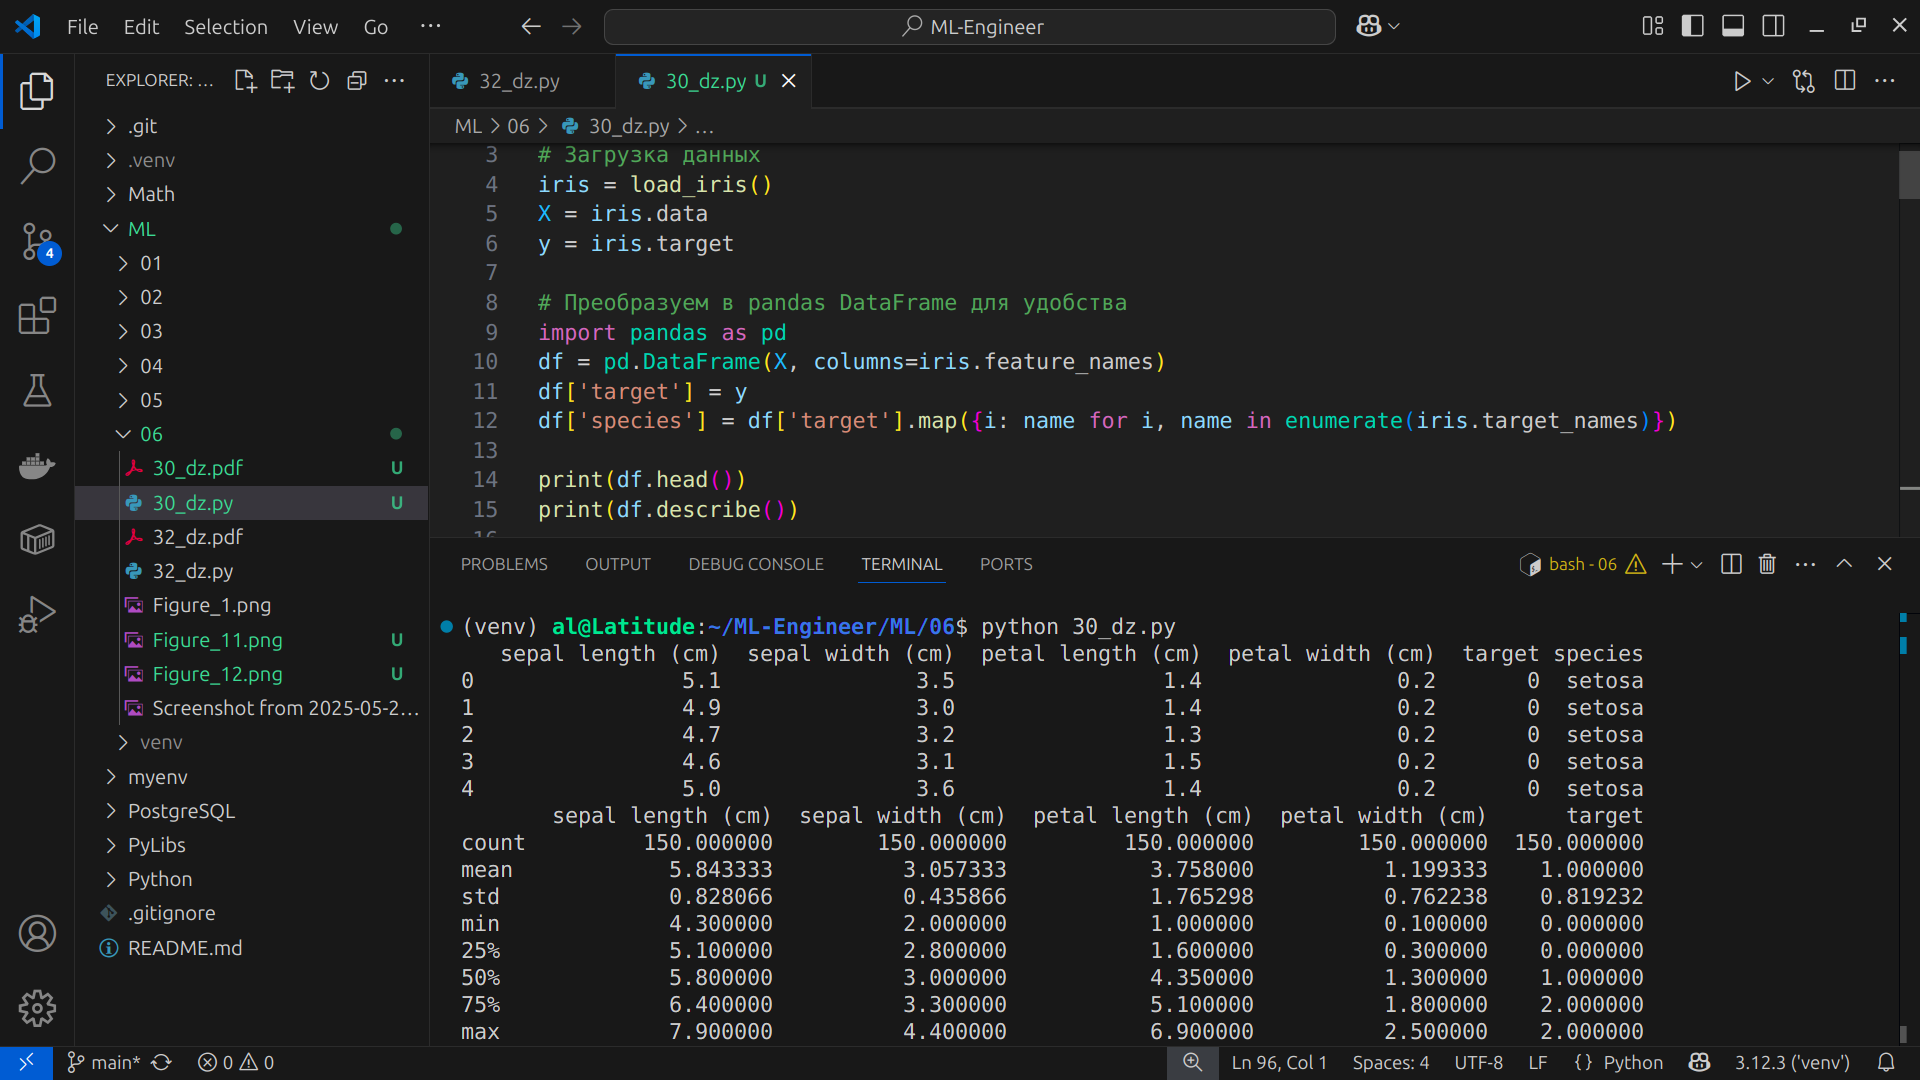 File Edit Selection View Go ··· ML-Engineer
EXPLORER: ...
.git
.venv
Math
ML
01
02
03
04
05
06
30_dz.pdf U
30_dz.py U
32_dz.pdf
32_dz.py
Figure_1.png
Figure_11.png U
Figure_12.png U
Screenshot from 2025-05-2...
venv
myenv
PostgreSQL
PyLibs
Python
.gitignore
README.md
4
32_dz.py 30_dz.py U
ML > 06 > 30_dz.py > ...
3 # Загрузка данных
4 iris = load_iris()
5 X = iris.data
6 y = iris.target
7
8 # Преобразуем в pandas DataFrame для удобства
9 import pandas as pd
10 df = pd.DataFrame(X, columns=iris.feature_names)
11 df['target'] = y
12 df['species'] = df['target'].map({i: name for i, name in enumerate(iris.target_names)})
13
14 print(df.head())
15 print(df.describe())
PROBLEMS OUTPUT DEBUG CONSOLE TERMINAL PORTS bash - 06
(venv) al@Latitude:~/ML-Engineer/ML/06$ python 30_dz.py
sepal length (cm) sepal width (cm) petal length (cm) petal width (cm) target species
0 5.1 3.5 1.4 0.2 0 setosa
1 4.9 3.0 1.4 0.2 0 setosa
2 4.7 3.2 1.3 0.2 0 setosa
3 4.6 3.1 1.5 0.2 0 setosa
4 5.0 3.6 1.4 0.2 0 setosa
sepal length (cm) sepal width (cm) petal length (cm) petal width (cm) target
count 150.000000 150.000000 150.000000 150.000000 150.000000
mean 5.843333 3.057333 3.758000 1.199333 1.000000
std 0.828066 0.435866 1.765298 0.762238 0.819232
min 4.300000 2.000000 1.000000 0.100000 0.000000
25% 5.100000 2.800000 1.600000 0.300000 0.000000
50% 5.800000 3.000000 4.350000 1.300000 1.000000
75% 6.400000 3.300000 5.100000 1.800000 2.000000
max 7.900000 4.400000 6.900000 2.500000 2.000000
main* 0 0 Ln 96, Col 1 Spaces: 4 UTF-8 LF {} Python 3.12.3 ('venv')